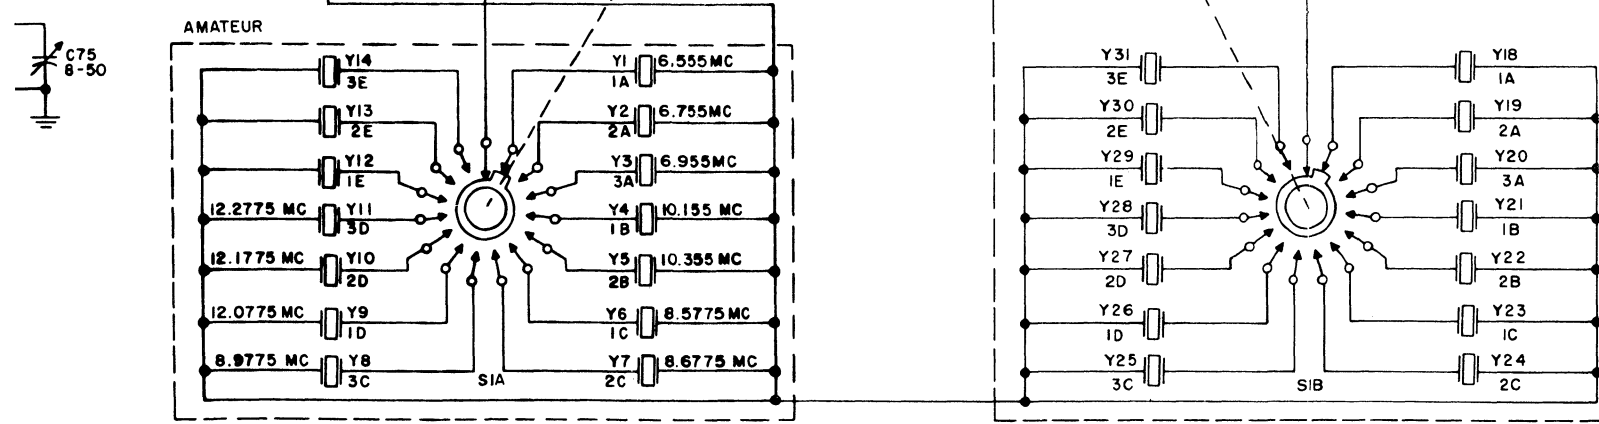 AMATEUR
C75
8-50
Y14
3E
Y13
2E
Y12
1E
12.2775 MC
Y11
3D
12.1775 MC
Y10
2D
12.0775 MC
Y9
1D
8.9775 MC
Y8
3C
Y1
1A
6.555MC
Y2
2A
6.755MC
Y3
3A
6.955MC
Y4
1B
10.155 MC
Y5
2B
10.355 MC
Y6
1C
8.5775 MC
Y7
2C
8.6775 MC
S1A
Y31
3E
Y30
2E
Y29
1E
Y28
3D
Y27
2D
Y26
1D
Y25
3C
Y18
1A
Y19
2A
Y20
3A
Y21
1B
Y22
2B
Y23
1C
Y24
2C
S1B